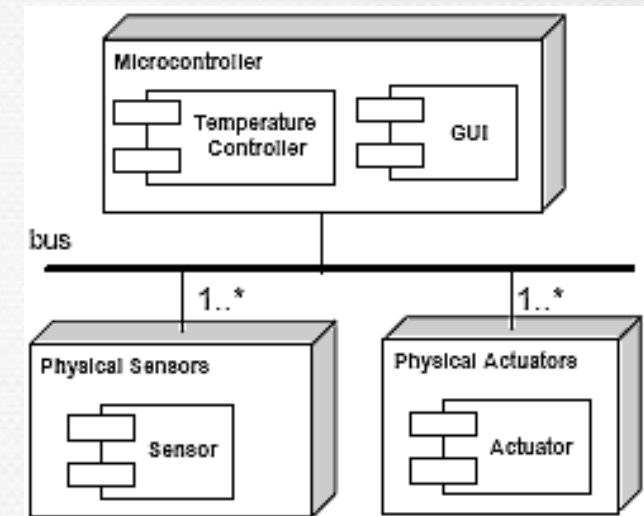 Microcontroller
Temperature
Controller
GUI
bus
1..*
1..*
Physical Sensors
Physical Actuators
Sensor
Actuator